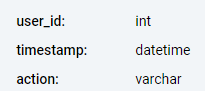 user_id: int
timestamp: datetime
action: varchar